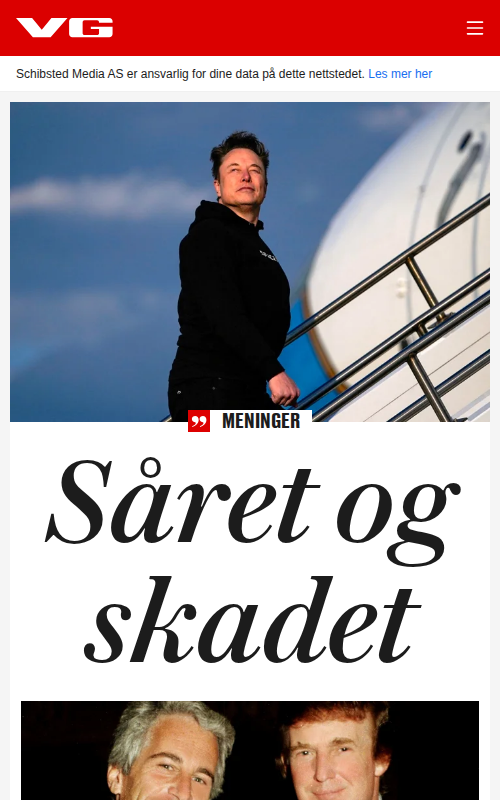 VG
Schibsted Media AS er ansvarlig for dine data på dette nettstedet. Les mer her
MENINGER
Såret og
skadet